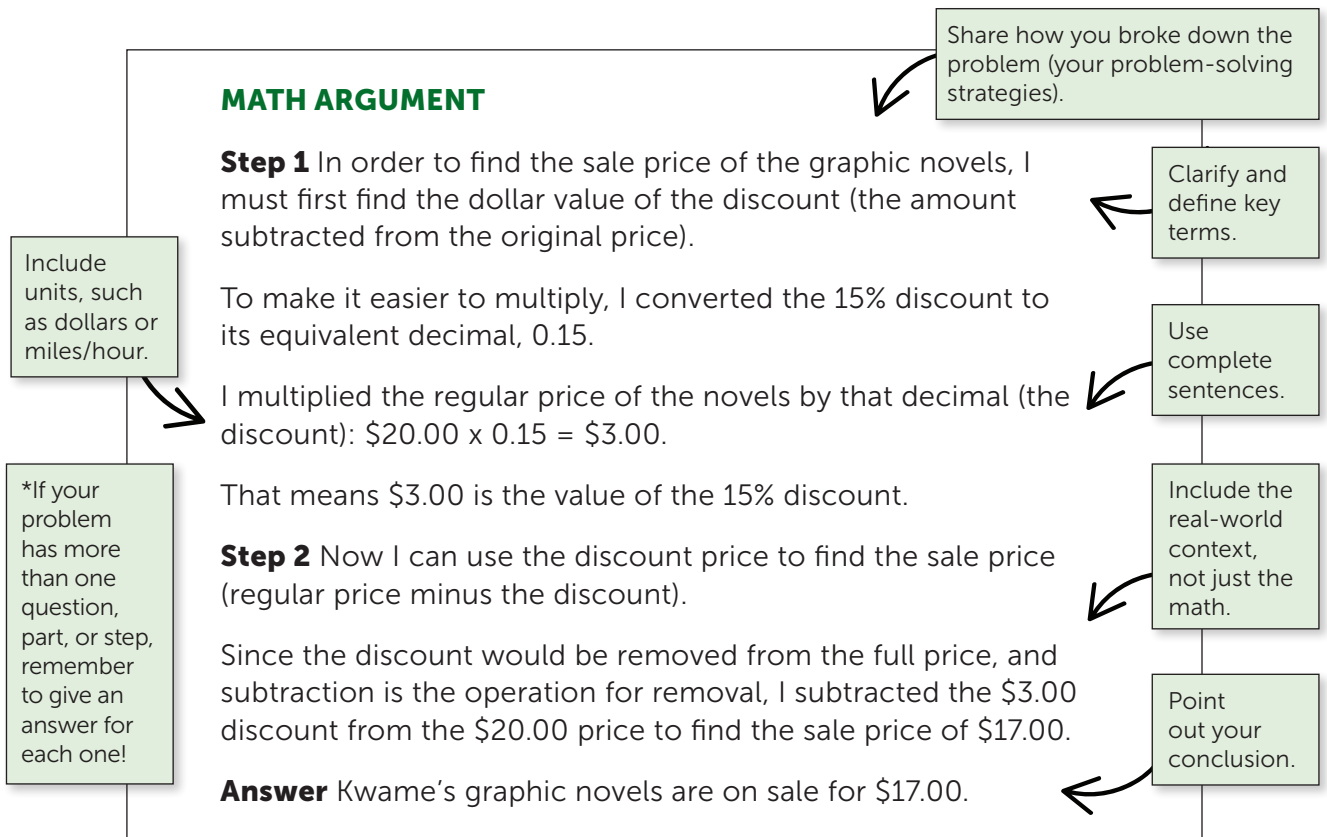 Share how you broke down the
problem (your problem-solving
strategies).
MATH ARGUMENT
Step 1 In order to find the sale price of the graphic novels, I
must first find the dollar value of the discount (the amount
subtracted from the original price).
Clarify and
define key
terms.
Include
units, such
as dollars or
miles/hour.
To make it easier to multiply, I converted the 15% discount to
its equivalent decimal, 0.15.
Use
complete
sentences.
I multiplied the regular price of the novels by that decimal (the
discount): $20.00 x 0.15 = $3.00.
*If your
problem
has more
than one
question,
part, or step,
remember
to give an
answer for
each one!
That means $3.00 is the value of the 15% discount.
Include the
real-world
context,
not just the
math.
Step 2 Now I can use the discount price to find the sale price
(regular price minus the discount).
Since the discount would be removed from the full price, and
subtraction is the operation for removal, I subtracted the $3.00
discount from the $20.00 price to find the sale price of $17.00.
Point
out your
conclusion.
Answer Kwame's graphic novels are on sale for $17.00.